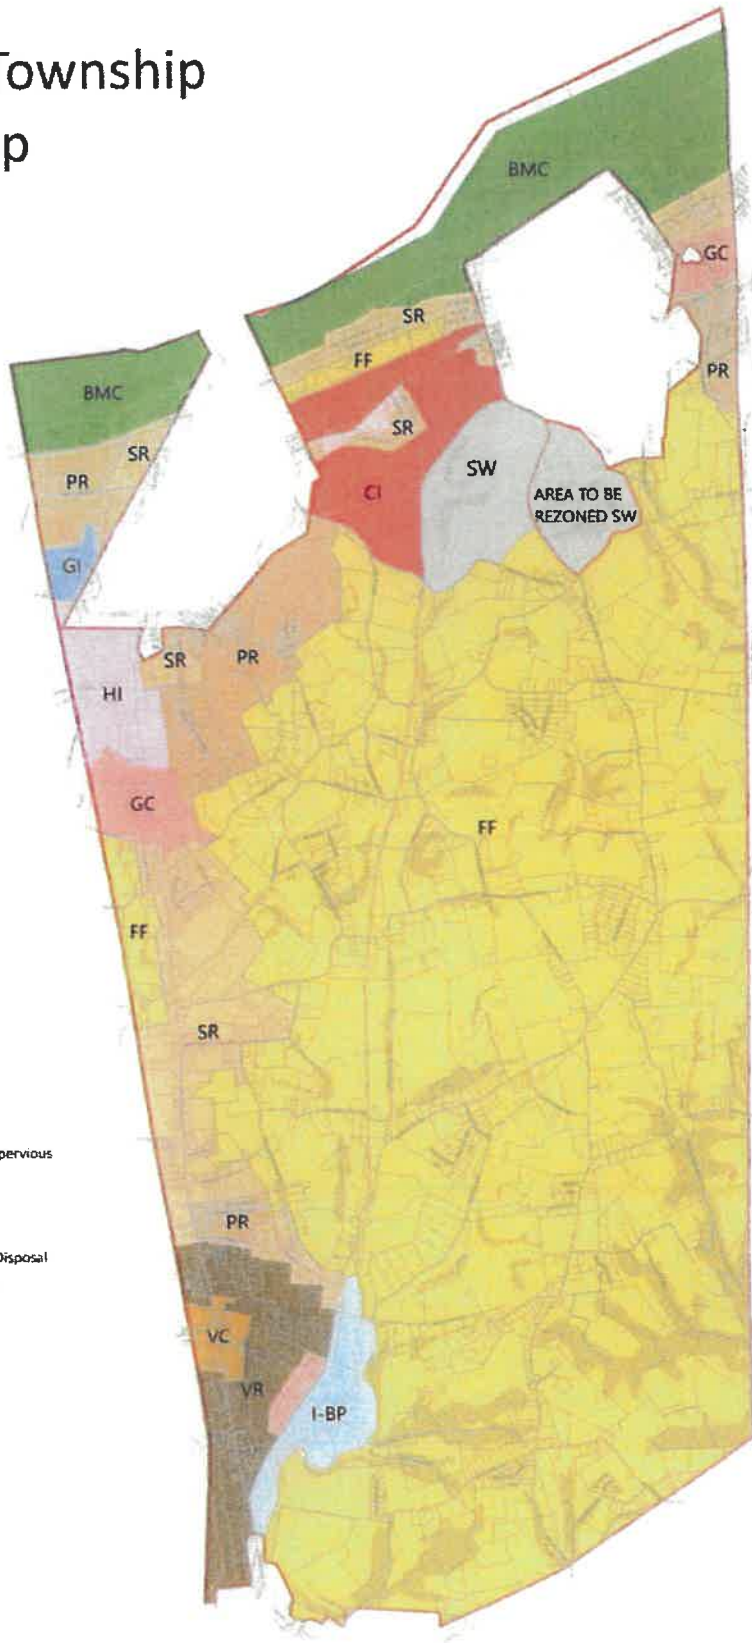 Township
p
BMC
GC
SR
FF
PR
BMC
SR
SR
PR
CI
SW
AREA TO BE
REZONED SW
GI
SR
PR
HI
GC
FF
FF
SR
pervious
PR
Disposal
VC
VR
I-BP